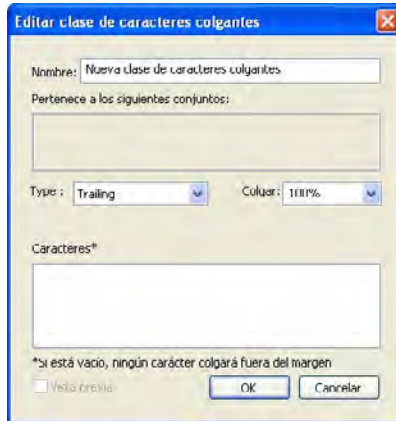 Editar clase de caracteres colgantes
Nombre: Nueva clase de caracteres colgantes
Pertenece a los siguientes conjuntos:
Type : Trailing Colgar: 100%
Caracteres*
*Si está vacío, ningún carácter colgará fuera del margen
Vista previa OK Cancelar